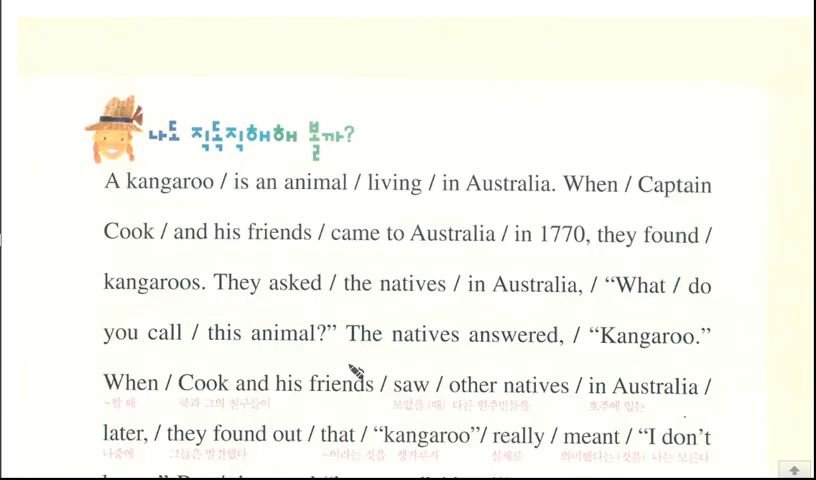 나도 직독직해해 볼까?
A kangaroo / is an animal / living / in Australia. When / Captain
Cook / and his friends / came to Australia / in 1770, they found /
kangaroos. They asked / the natives / in Australia, / “What / do
you call / this animal?” The natives answered, / “Kangaroo.”
When / Cook and his friends / saw / other natives / in Australia /
~할 때 쿡과 그의 친구들이 보았을 (때) 다른 원주민들을 호주에 있는
later, / they found out / that / “kangaroo”/ really / meant / “I don’t
나중에 그들은 발견했다 ~이라는 것을 캥거루가 실제로 의미했다는 (것을) 나는 모른다